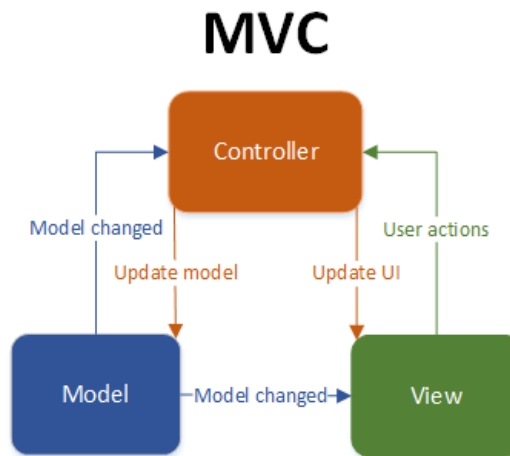 MVC
Controller
Model changed
User actions
Update model
Update UI
Model
Model changed
View